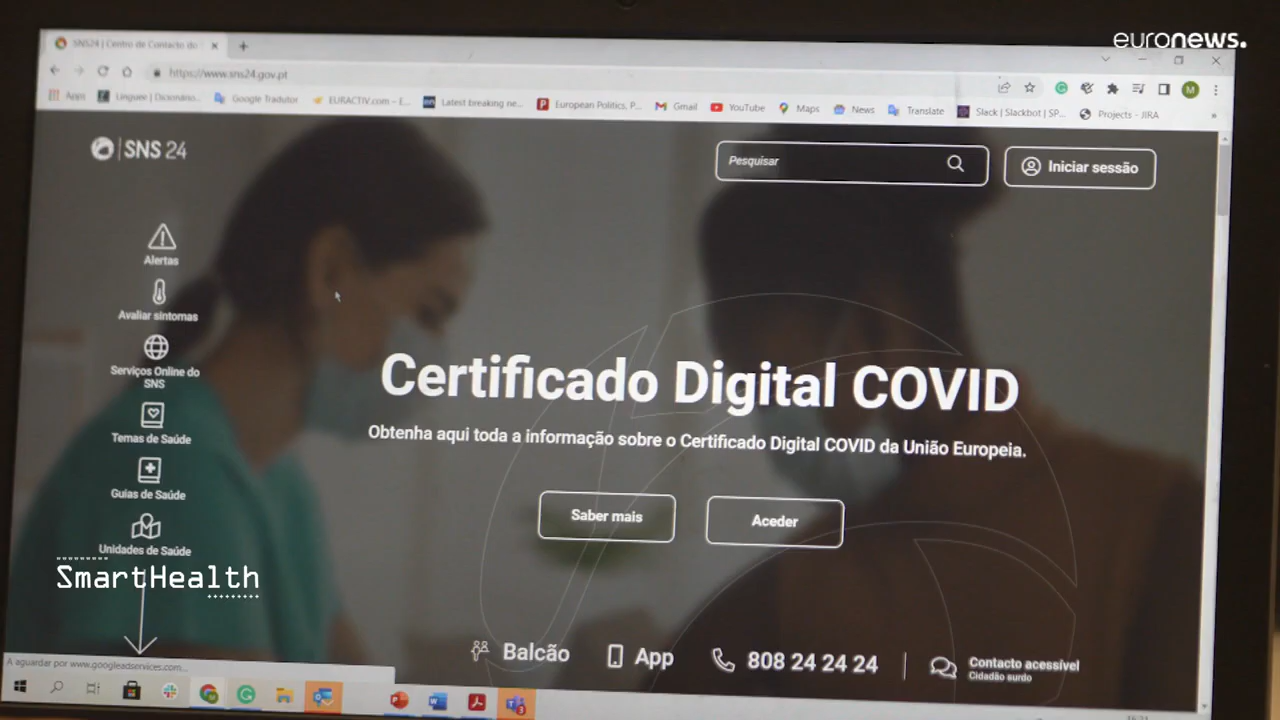 euronews.
SNS24 | Centro de Contacto do
https://www.sns24.gov.pt
Apps
Linguee | Dicionário...
Google Tradutor
EURACTIV.com – E...
Latest breaking ne...
European Politics, P...
Gmail
YouTube
Maps
News
Translate
Slack | Slackbot | SP...
Projects - JIRA
M
SNS 24
Pesquisar
Iniciar sessão
Alertas
Avaliar sintomas
Serviços Online do
SNS
Temas de Saúde
Guias de Saúde
Unidades de Saúde
Certificado Digital COVID
Obtenha aqui toda a informação sobre o Certificado Digital COVID da União Europeia.
Saber mais
Aceder
SmartHealth
Balcão
App
808 24 24 24
Contacto acessível
Cidadão surdo
A aguardar por www.googleadservices.com...